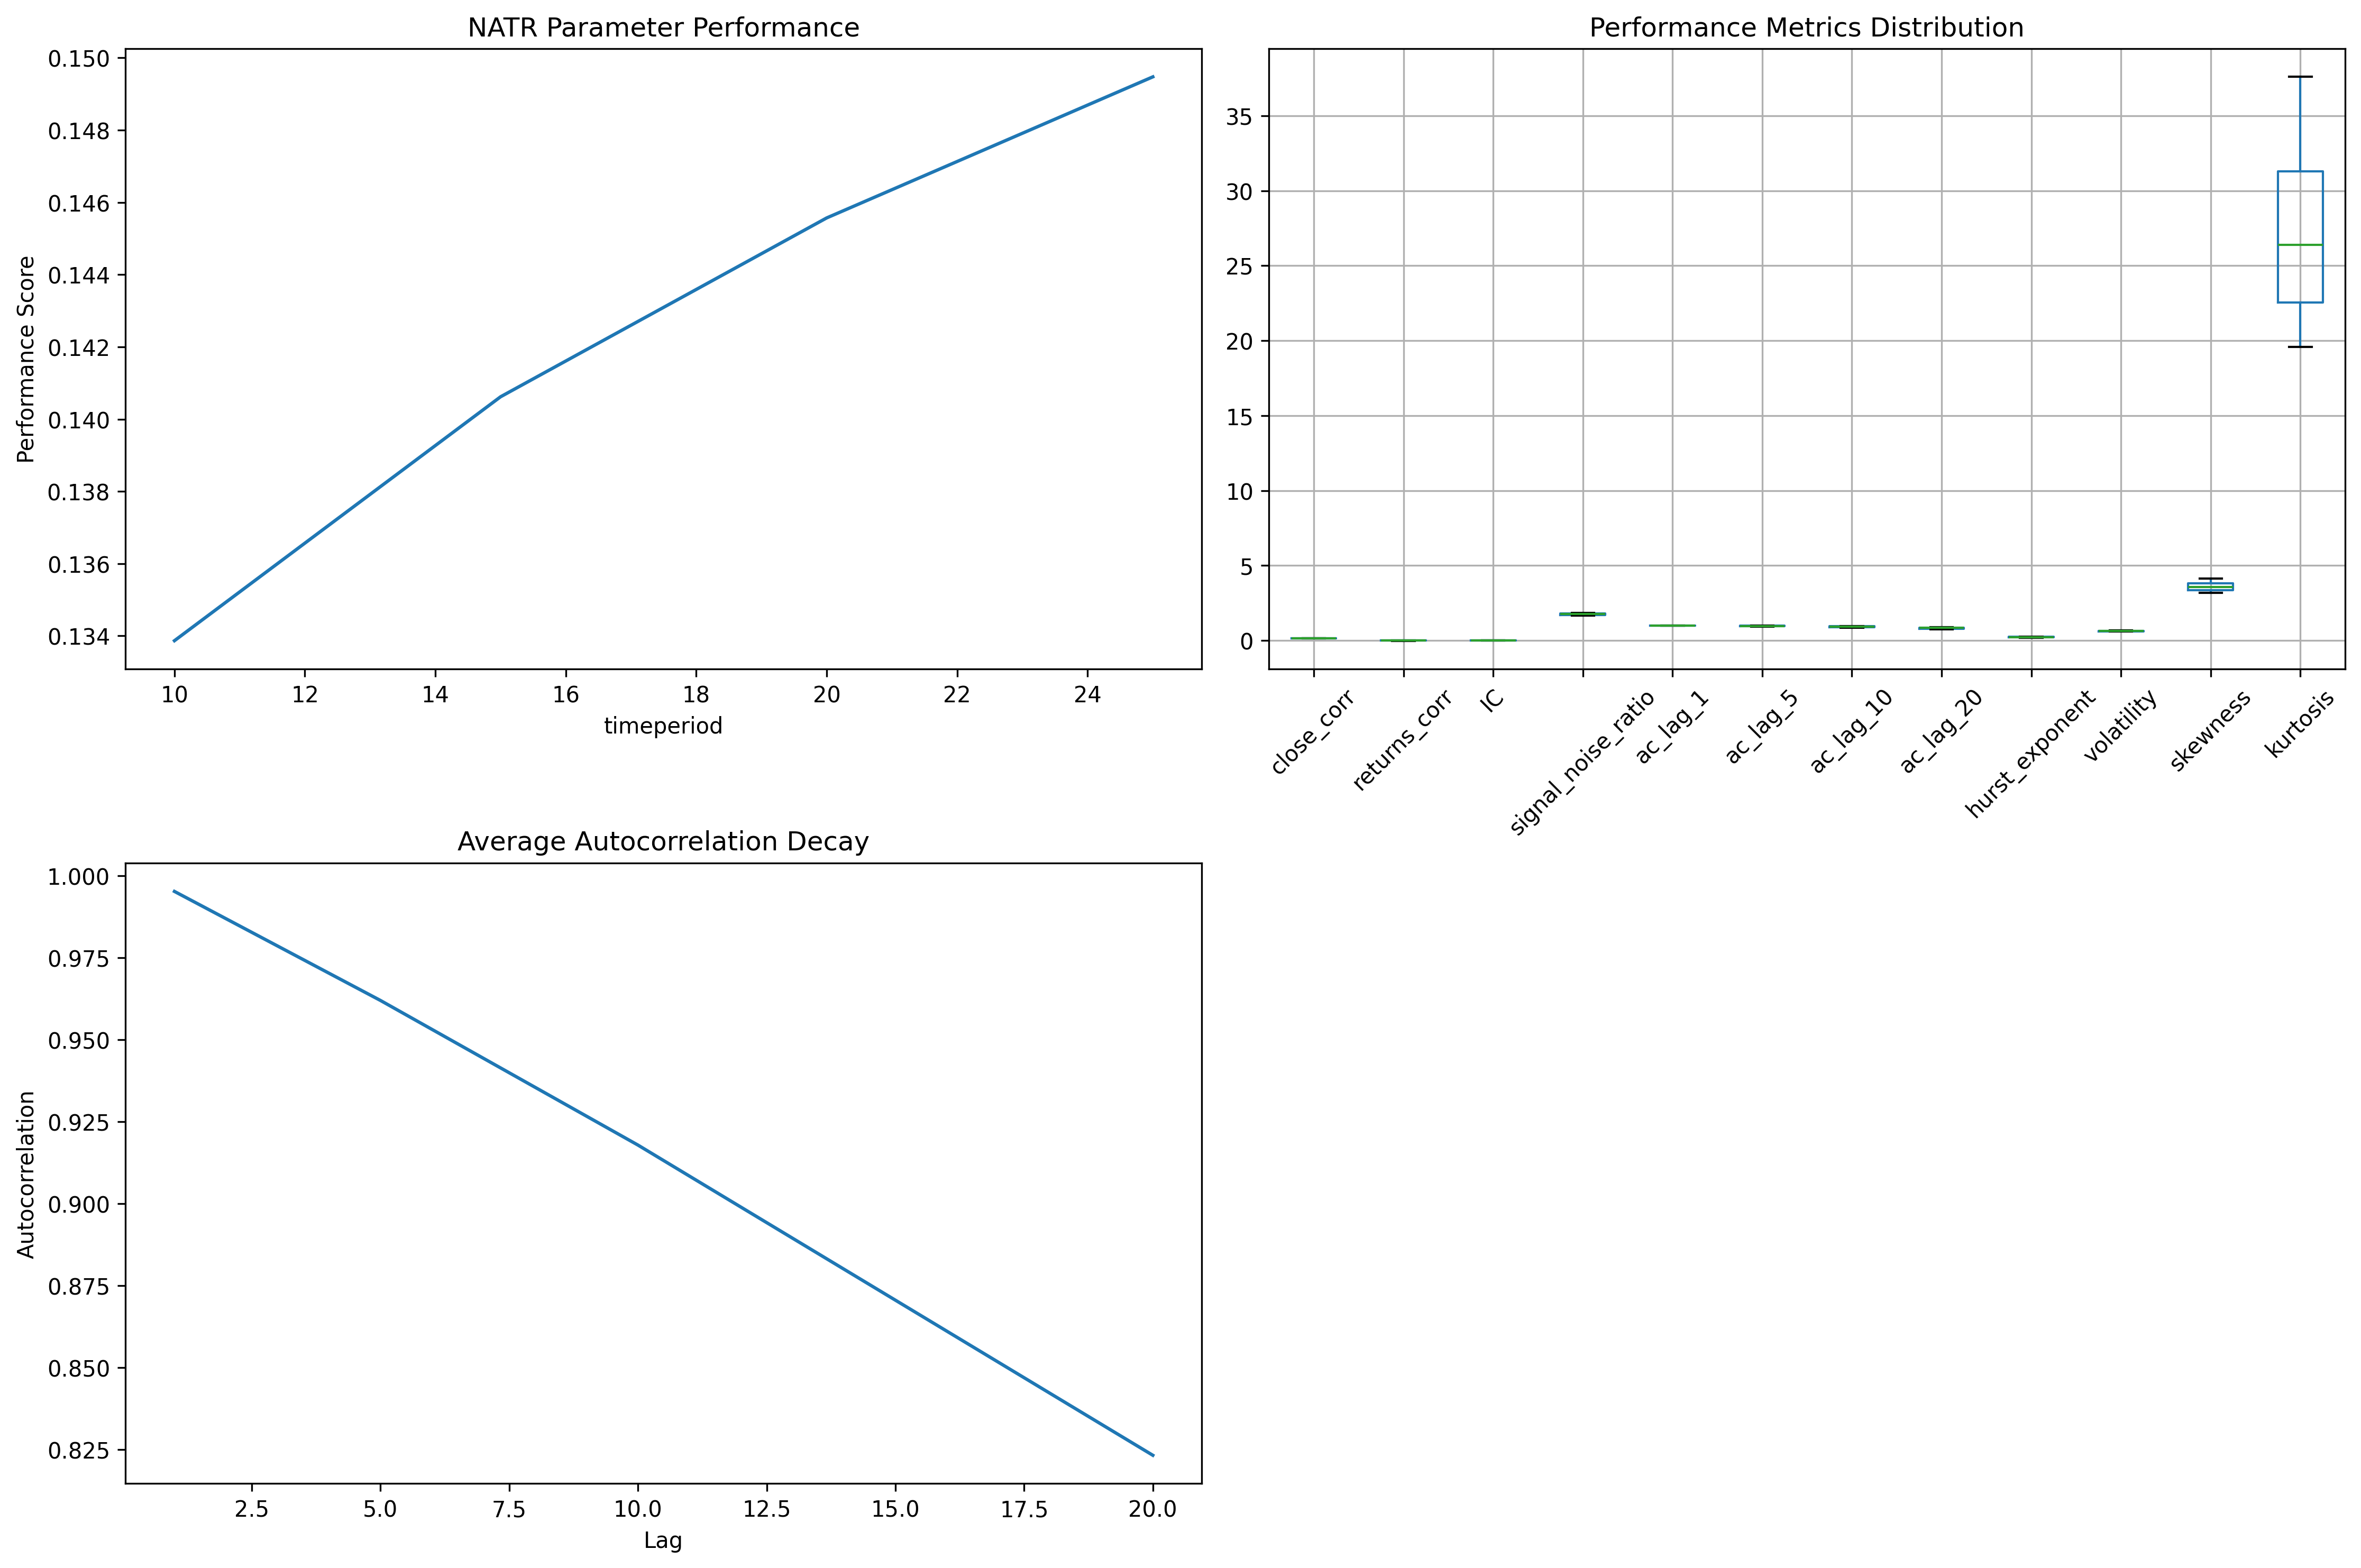 NATR Parameter Performance
0.150
0.148
0.146
0.144
0.142
0.140
0.138
0.136
0.134
Performance Score
10 12 14 16 18 20 22 24
timeperiod
Performance Metrics Distribution
35
30
25
20
15
10
5
0
close_corr returns_corr IC signal_noise_ratio ac_lag_1 ac_lag_5 ac_lag_10 ac_lag_20 hurst_exponent volatility skewness kurtosis
Average Autocorrelation Decay
1.000
0.975
0.950
0.925
0.900
0.875
0.850
0.825
Autocorrelation
2.5 5.0 7.5 10.0 12.5 15.0 17.5 20.0
Lag